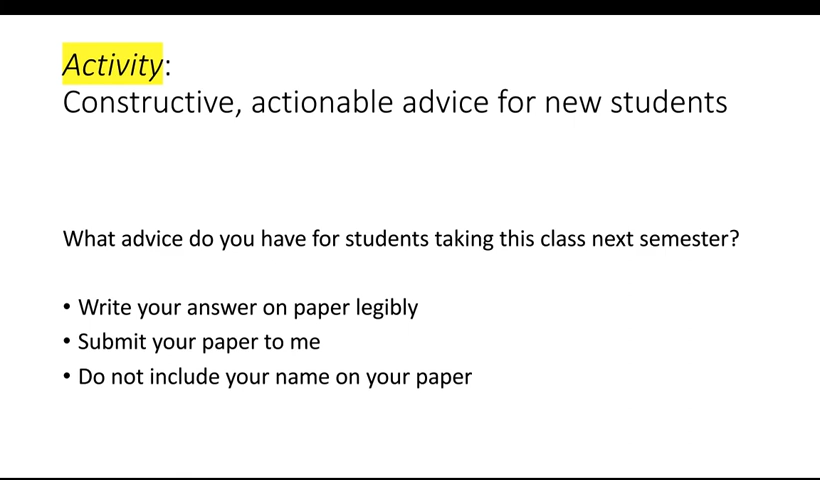 Activity:
Constructive, actionable advice for new students
What advice do you have for students taking this class next semester?
• Write your answer on paper legibly
• Submit your paper to me
• Do not include your name on your paper